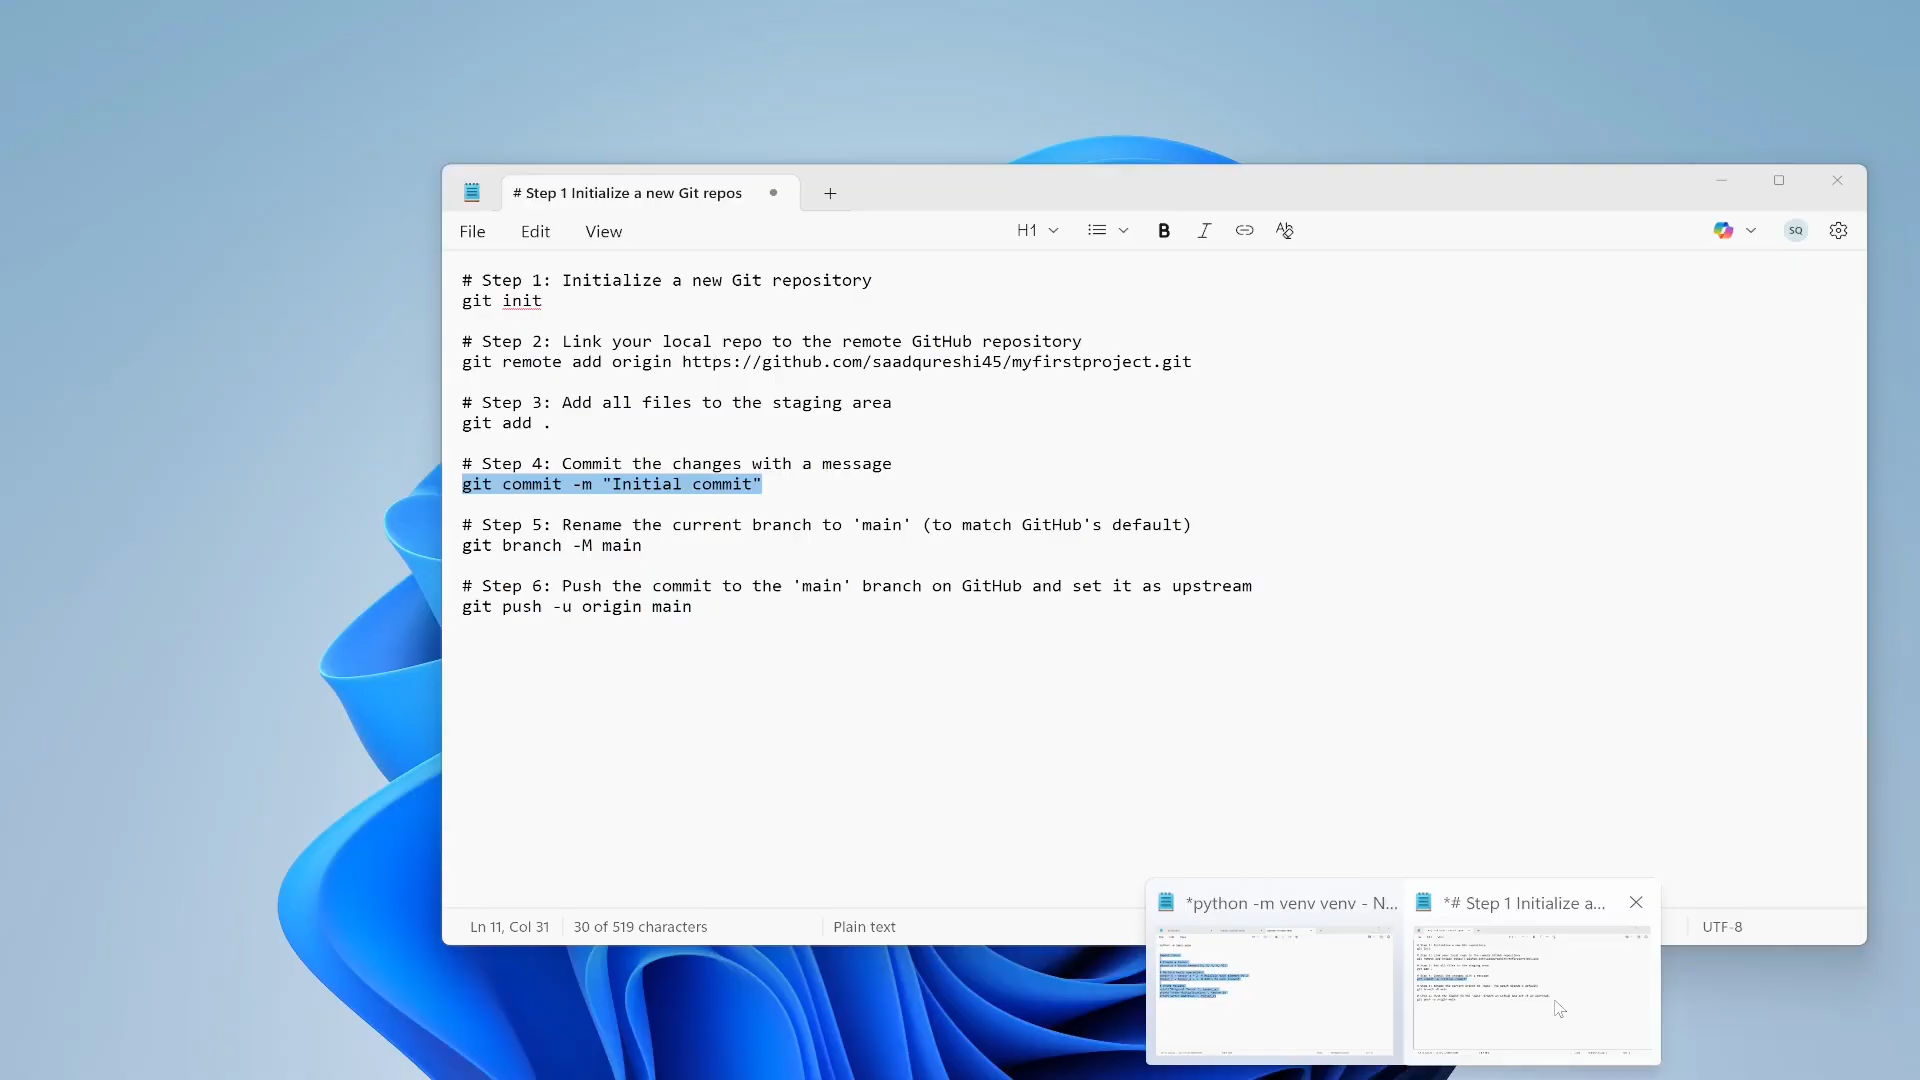 # Step 1 Initialize a new Git repos
File Edit View
H1
SQ
# Step 1: Initialize a new Git repository
git init
# Step 2: Link your local repo to the remote GitHub repository
git remote add origin https://github.com/saadqureshi45/myfirstproject.git
# Step 3: Add all files to the staging area
git add .
# Step 4: Commit the changes with a message
git commit -m "Initial commit"
# Step 5: Rename the current branch to 'main' (to match GitHub's default)
git branch -M main
# Step 6: Push the commit to the 'main' branch on GitHub and set it as upstream
git push -u origin main
*python -m venv venv - N...
*# Step 1 Initialize a...
Ln 11, Col 31
30 of 519 characters
Plain text
UTF-8